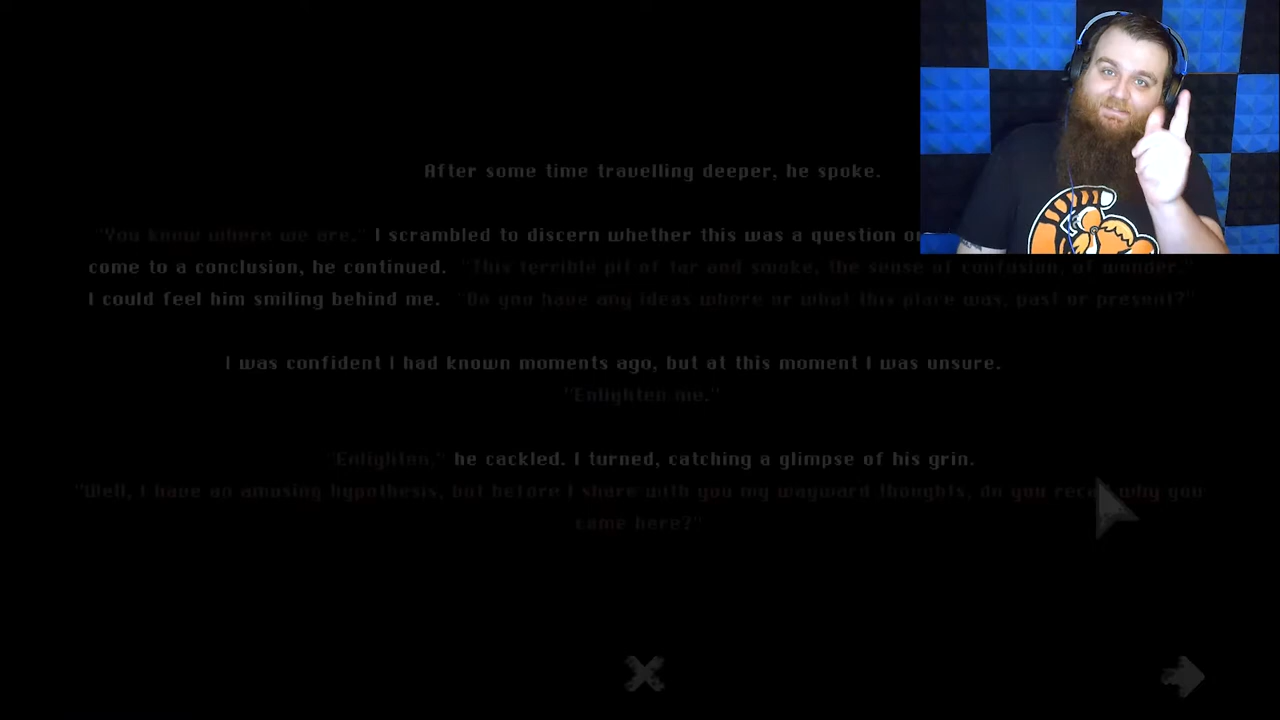 After some time travelling deeper, he spoke.
"You know where we are." I scrambled to discern whether this was a question or
come to a conclusion, he continued. "This terrible pit of tar and smoke, the sense of confusion, of wonder."
I could feel him smiling behind me. "Do you have any ideas where or what this place was, past or present?"
I was confident I had known moments ago, but at this moment I was unsure.
"Enlighten me."
"Enlighten," he cackled. I turned, catching a glimpse of his grin.
"Well, I have an amusing hypothesis, but before I share with you my wayward thoughts, do you why you
came here?"